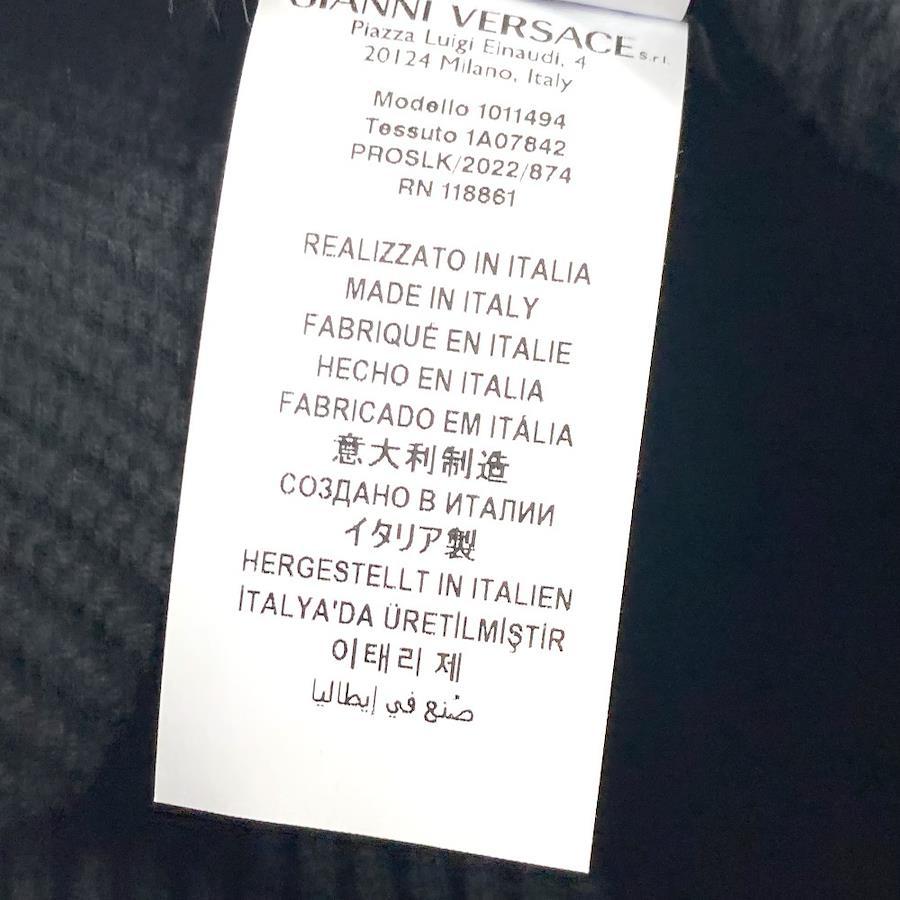 GIANNI VERSACE s.r.l.
Piazza Luigi Einaudi, 4
20124 Milano, Italy
Modello 1011494
Tessuto 1A07842
PROSLK/2022/874
RN 118861
REALIZZATO IN ITALIA
MADE IN ITALY
FABRIQUÉ EN ITALIE
HECHO EN ITALIA
FABRICADO EM ITÁLIA
意大利制造
СОЗДАНО В ИТАЛИИ
イタリア製
HERGESTELLT IN ITALIEN
İTALYA'DA ÜRETİLMİŞTİR
이태리 제
صُنع في إيطاليا